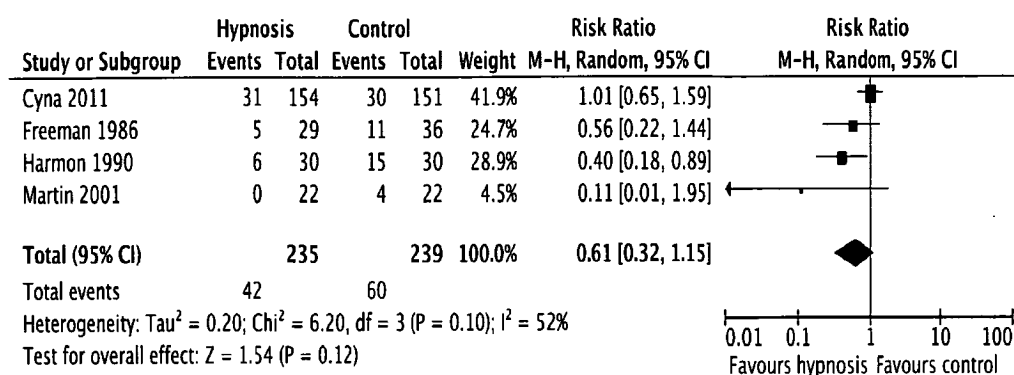 Hypnosis Control Risk Ratio Risk Ratio
Study or Subgroup Events Total Events Total Weight M-H, Random, 95% CI M-H, Random, 95% CI
Cyna 2011 31 154 30 151 41.9% 1.01 [0.65, 1.59]
Freeman 1986 5 29 11 36 24.7% 0.56 [0.22, 1.44]
Harmon 1990 6 30 15 30 28.9% 0.40 [0.18, 0.89]
Martin 2001 0 22 4 22 4.5% 0.11 [0.01, 1.95]
Total (95% CI) 235 239 100.0% 0.61 [0.32, 1.15]
Total events 42 60
Heterogeneity: Tau² = 0.20; Chi² = 6.20, df = 3 (P = 0.10); I² = 52%
Test for overall effect: Z = 1.54 (P = 0.12)
0.01 0.1 1 10 100
Favours hypnosis Favours control